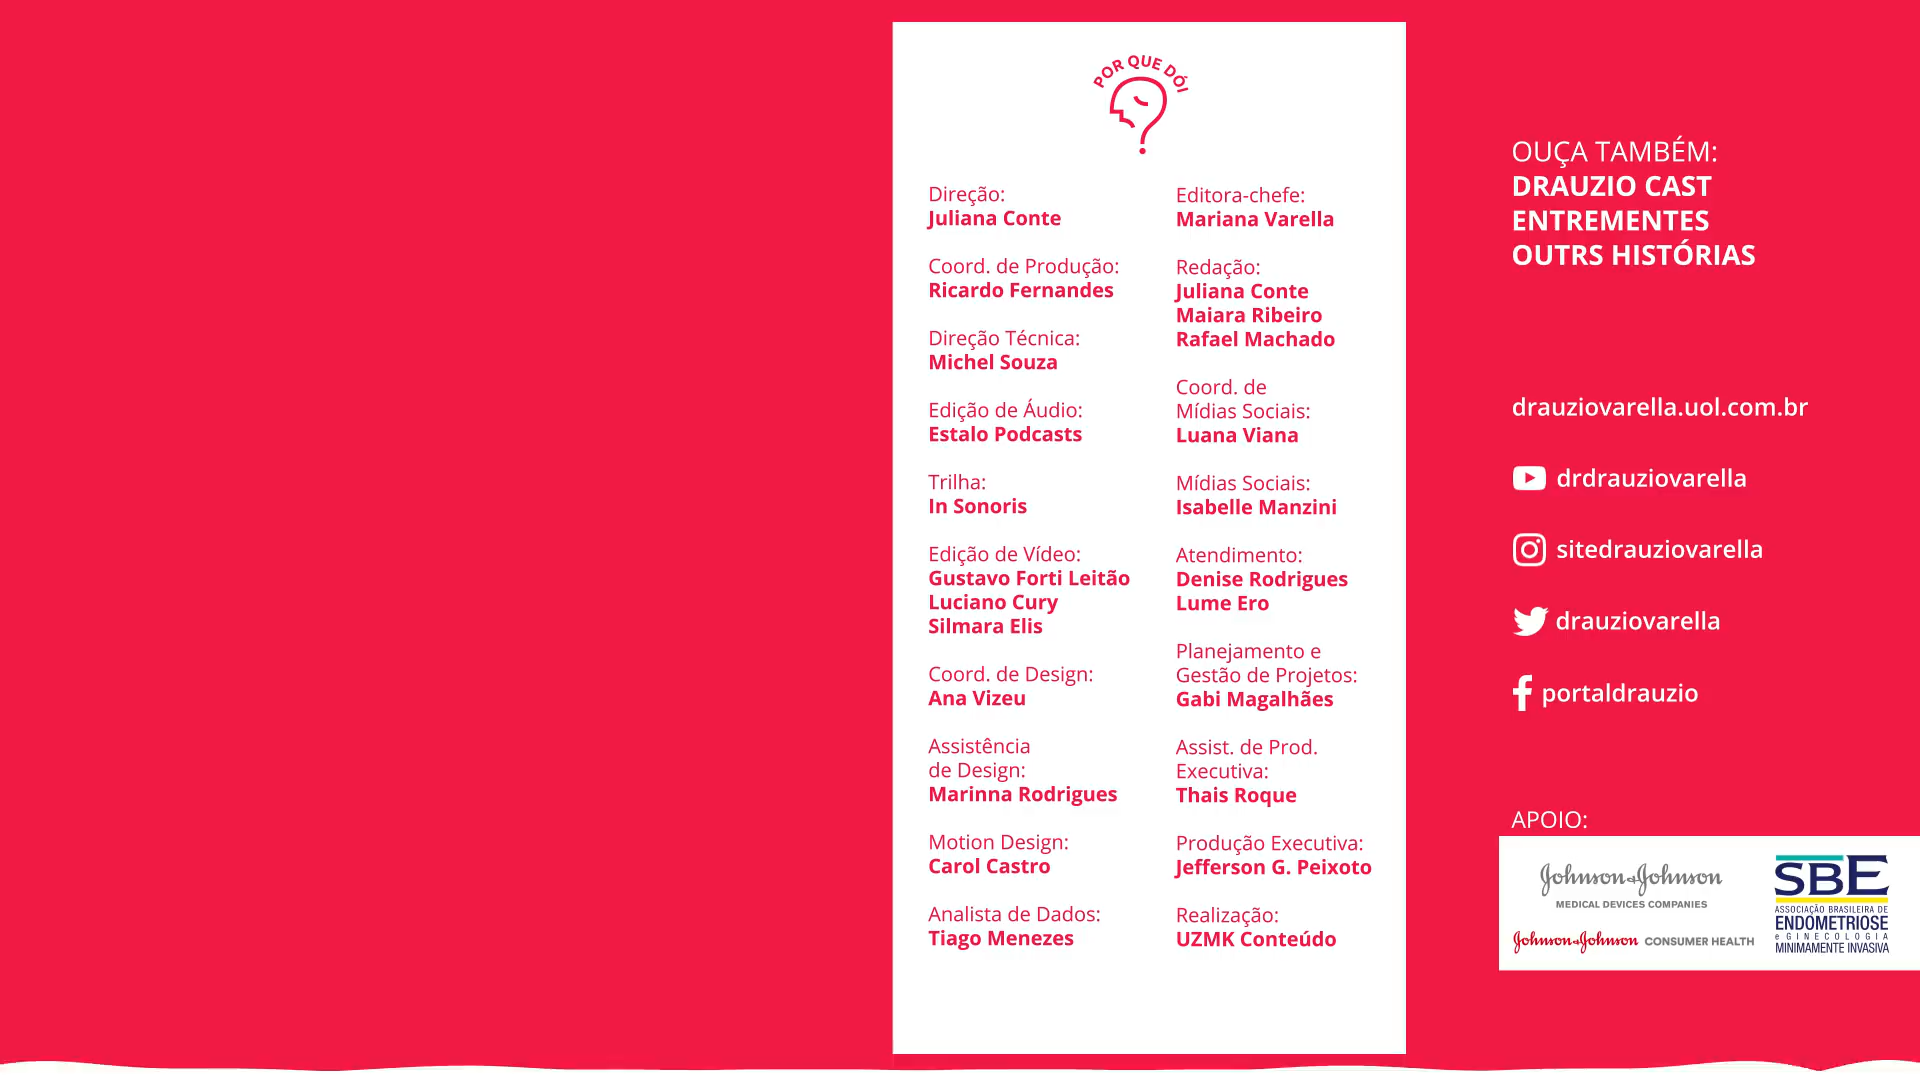 POR QUE DÓI
Direção:
Juliana Conte
Coord. de Produção:
Ricardo Fernandes
Direção Técnica:
Michel Souza
Edição de Áudio:
Estalo Podcasts
Trilha:
In Sonoris
Edição de Vídeo:
Gustavo Forti Leitão
Luciano Cury
Silmara Elis
Coord. de Design:
Ana Vizeu
Assistência
de Design:
Marinna Rodrigues
Motion Design:
Carol Castro
Analista de Dados:
Tiago Menezes
Editora-chefe:
Mariana Varella
Redação:
Juliana Conte
Maiara Ribeiro
Rafael Machado
Coord. de
Mídias Sociais:
Luana Viana
Mídias Sociais:
Isabelle Manzini
Atendimento:
Denise Rodrigues
Lume Ero
Planejamento e
Gestão de Projetos:
Gabi Magalhães
Assist. de Prod.
Executiva:
Thais Roque
Produção Executiva:
Jefferson G. Peixoto
Realização:
UZMK Conteúdo
OUÇA TAMBÉM:
DRAUZIO CAST
ENTREMENTES
OUTRS HISTÓRIAS
drauziovarella.uol.com.br
drdrauziovarella
sitedrauziovarella
drauziovarella
portaldrauzio
APOIO:
Johnson & Johnson
MEDICAL DEVICES COMPANIES
Johnson & Johnson CONSUMER HEALTH
SBE
ASSOCIAÇÃO BRASILEIRA DE
ENDOMETRIOSE
e GINECOLOGIA
MINIMAMENTE INVASIVA